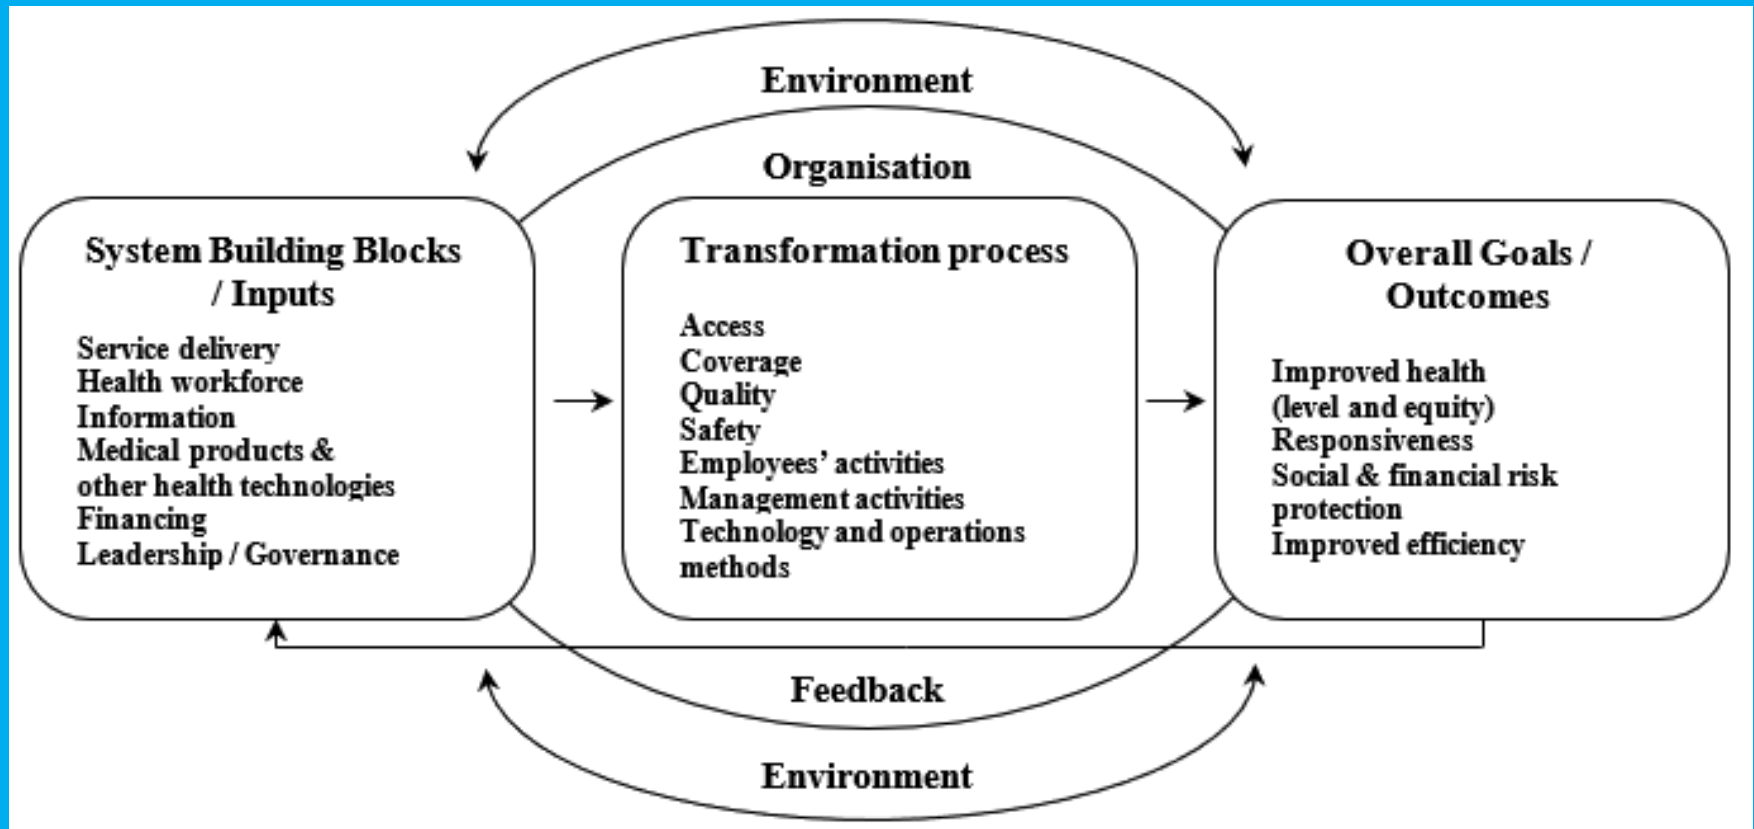 Environment
Organisation
System Building Blocks
/ Inputs
Service delivery
Health workforce
Information
Medical products &
other health technologies
Financing
Leadership / Governance
Transformation process
Access
Coverage
Quality
Safety
Employees’ activities
Management activities
Technology and operations
methods
Overall Goals /
Outcomes
Improved health
(level and equity)
Responsiveness
Social & financial risk
protection
Improved efficiency
Feedback
Environment